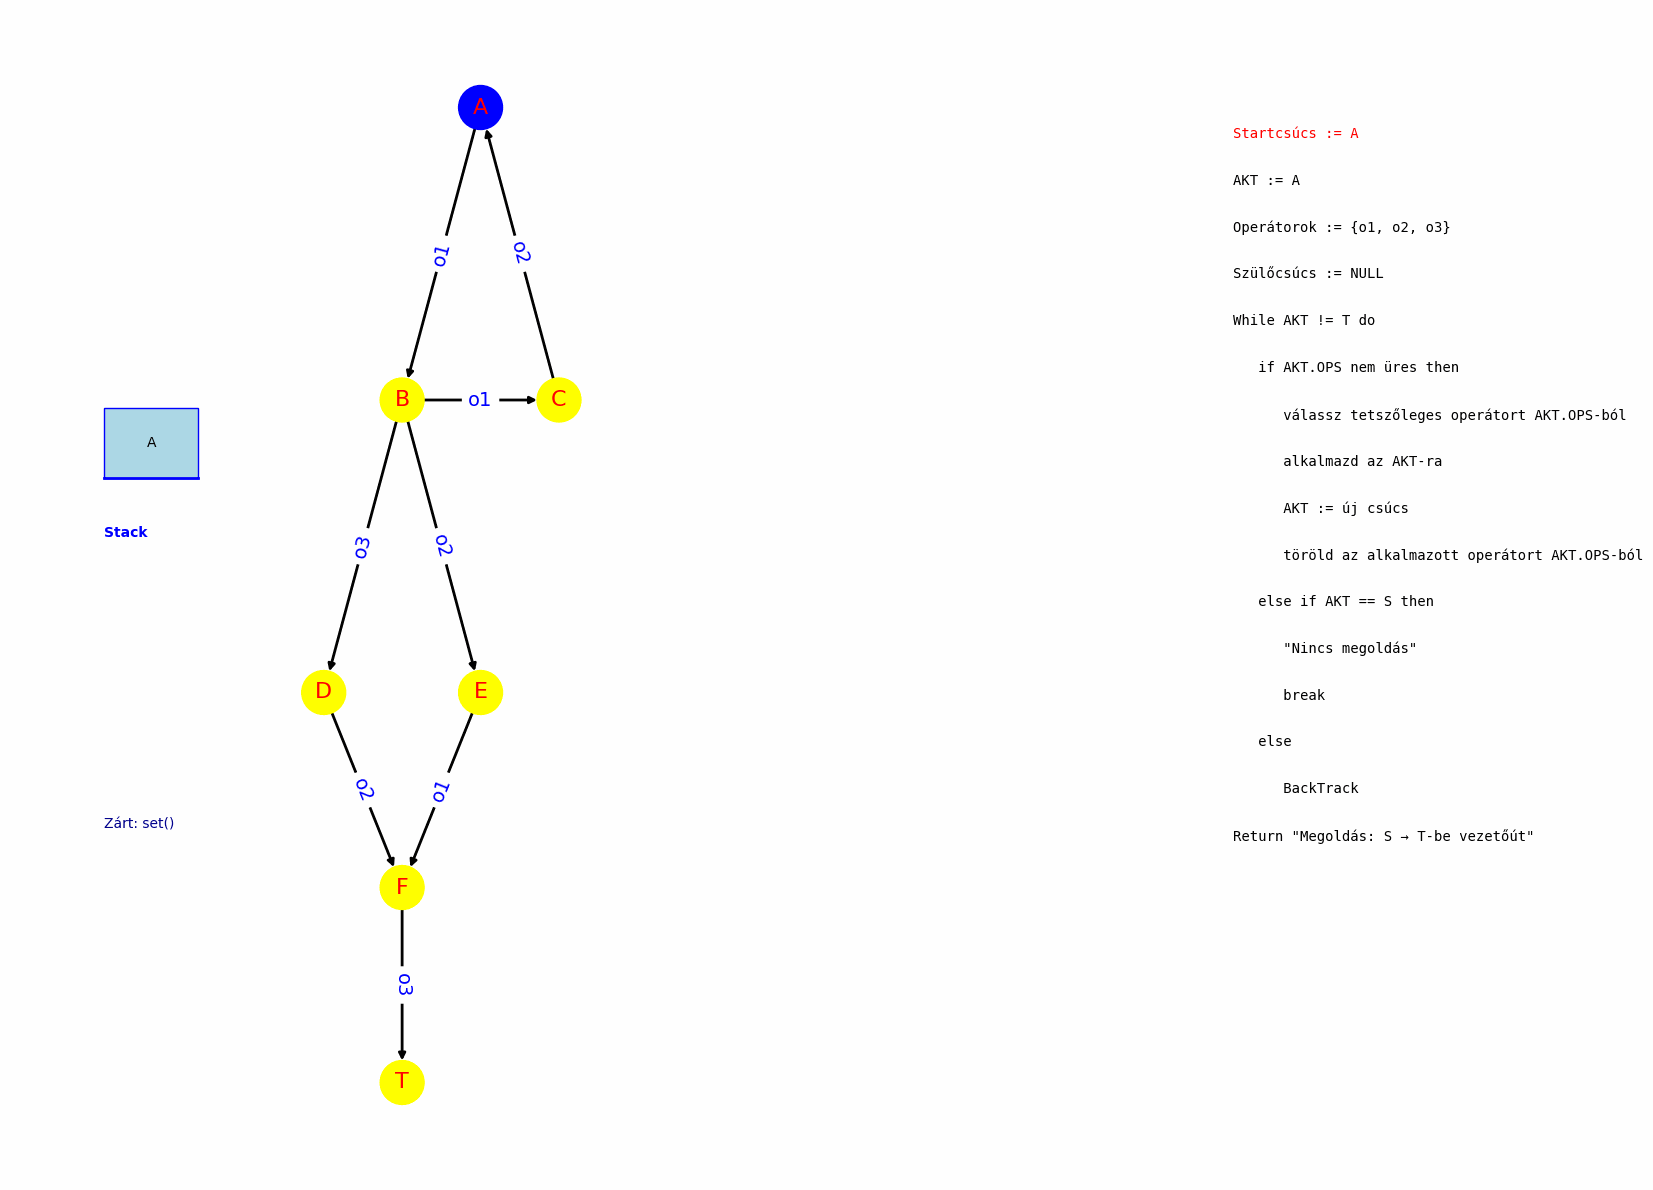 A
o1
o2
B
o1
C
o3
o2
D
E
o2
o1
F
o3
T
A
Stack
Zárt: set()
Startcsúcs := A
AKT := A
Operátorok := {o1, o2, o3}
Szülőcsúcs := NULL
While AKT != T do
if AKT.OPS nem üres then
válassz tetszőleges operátort AKT.OPS-ból
alkalmazd az AKT-ra
AKT := új csúcs
töröld az alkalmazott operátort AKT.OPS-ból
else if AKT == S then
"Nincs megoldás"
break
else
BackTrack
Return "Megoldás: S → T-be vezetőút"